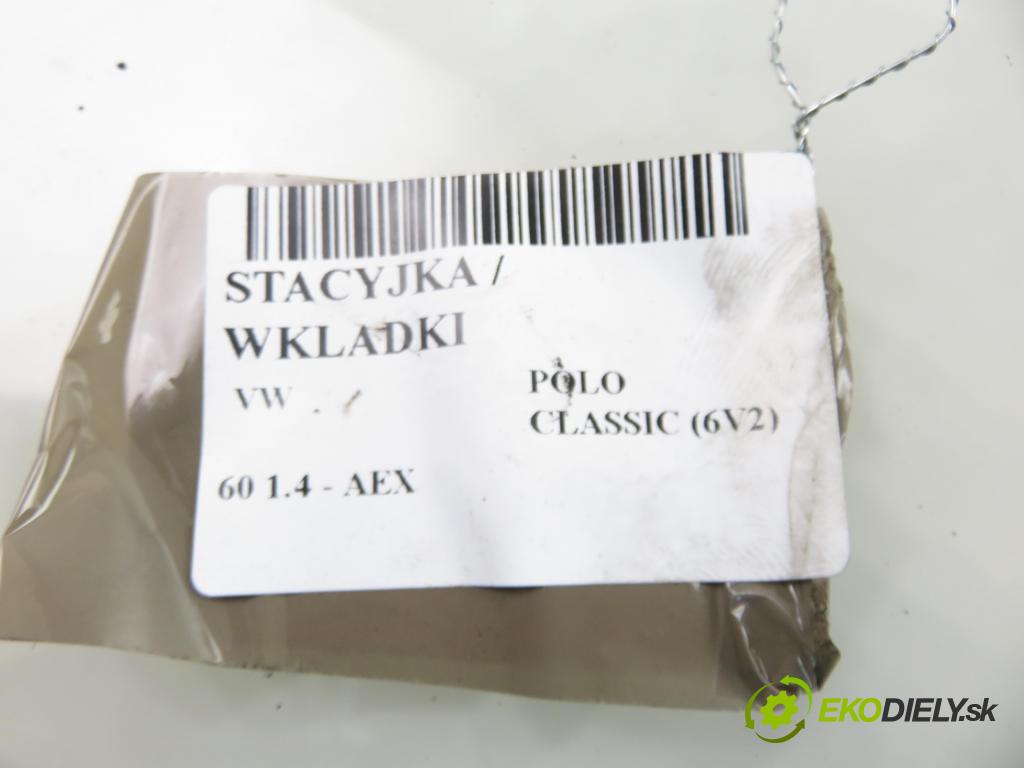 STACYJKA /
WKLADKI
VW
POLO
CLASSIC (6V2)
60 1.4 - AEX
EKODIELY.sk